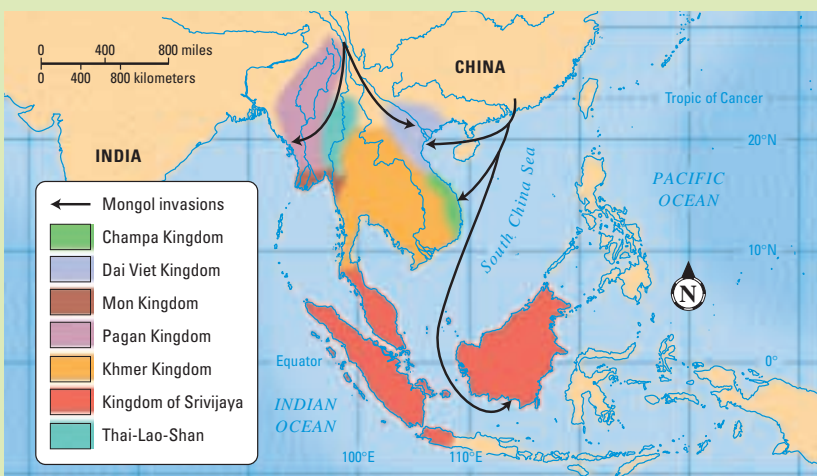 0 400 800 miles
0 400 800 kilometers
CHINA
Tropic of Cancer
INDIA
20°N
South China Sea
PACIFIC
OCEAN
Mongol invasions
Champa Kingdom
Dai Viet Kingdom
Mon Kingdom
Pagan Kingdom
Khmer Kingdom
Kingdom of Srivijaya
Thai-Lao-Shan
10°N
N
Equator
0°
INDIAN
OCEAN
100°E
110°E